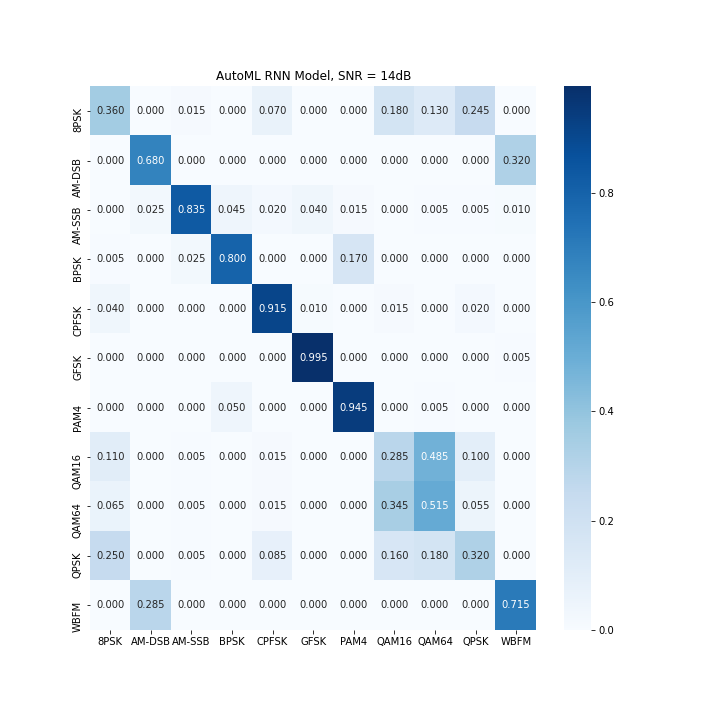 AutoML RNN Model, SNR = 14dB
8PSK 0.360 0.000 0.015 0.000 0.070 0.000 0.000 0.180 0.130 0.245 0.000
AM-DSB 0.000 0.680 0.000 0.000 0.000 0.000 0.000 0.000 0.000 0.000 0.320
AM-SSB 0.000 0.025 0.835 0.045 0.020 0.040 0.015 0.000 0.005 0.005 0.010
BPSK 0.005 0.000 0.025 0.800 0.000 0.000 0.170 0.000 0.000 0.000 0.000
CPFSK 0.040 0.000 0.000 0.000 0.915 0.010 0.000 0.015 0.000 0.020 0.000
GFSK 0.000 0.000 0.000 0.000 0.000 0.995 0.000 0.000 0.000 0.000 0.005
PAM4 0.000 0.000 0.000 0.050 0.000 0.000 0.945 0.000 0.005 0.000 0.000
QAM16 0.110 0.000 0.005 0.000 0.015 0.000 0.000 0.285 0.485 0.100 0.000
QAM64 0.065 0.000 0.005 0.000 0.015 0.000 0.000 0.345 0.515 0.055 0.000
QPSK 0.250 0.000 0.005 0.000 0.085 0.000 0.000 0.160 0.180 0.320 0.000
WBFM 0.000 0.285 0.000 0.000 0.000 0.000 0.000 0.000 0.000 0.000 0.715
8PSK AM-DSB AM-SSB BPSK CPFSK GFSK PAM4 QAM16 QAM64 QPSK WBFM
0.8
0.6
0.4
0.2
0.0